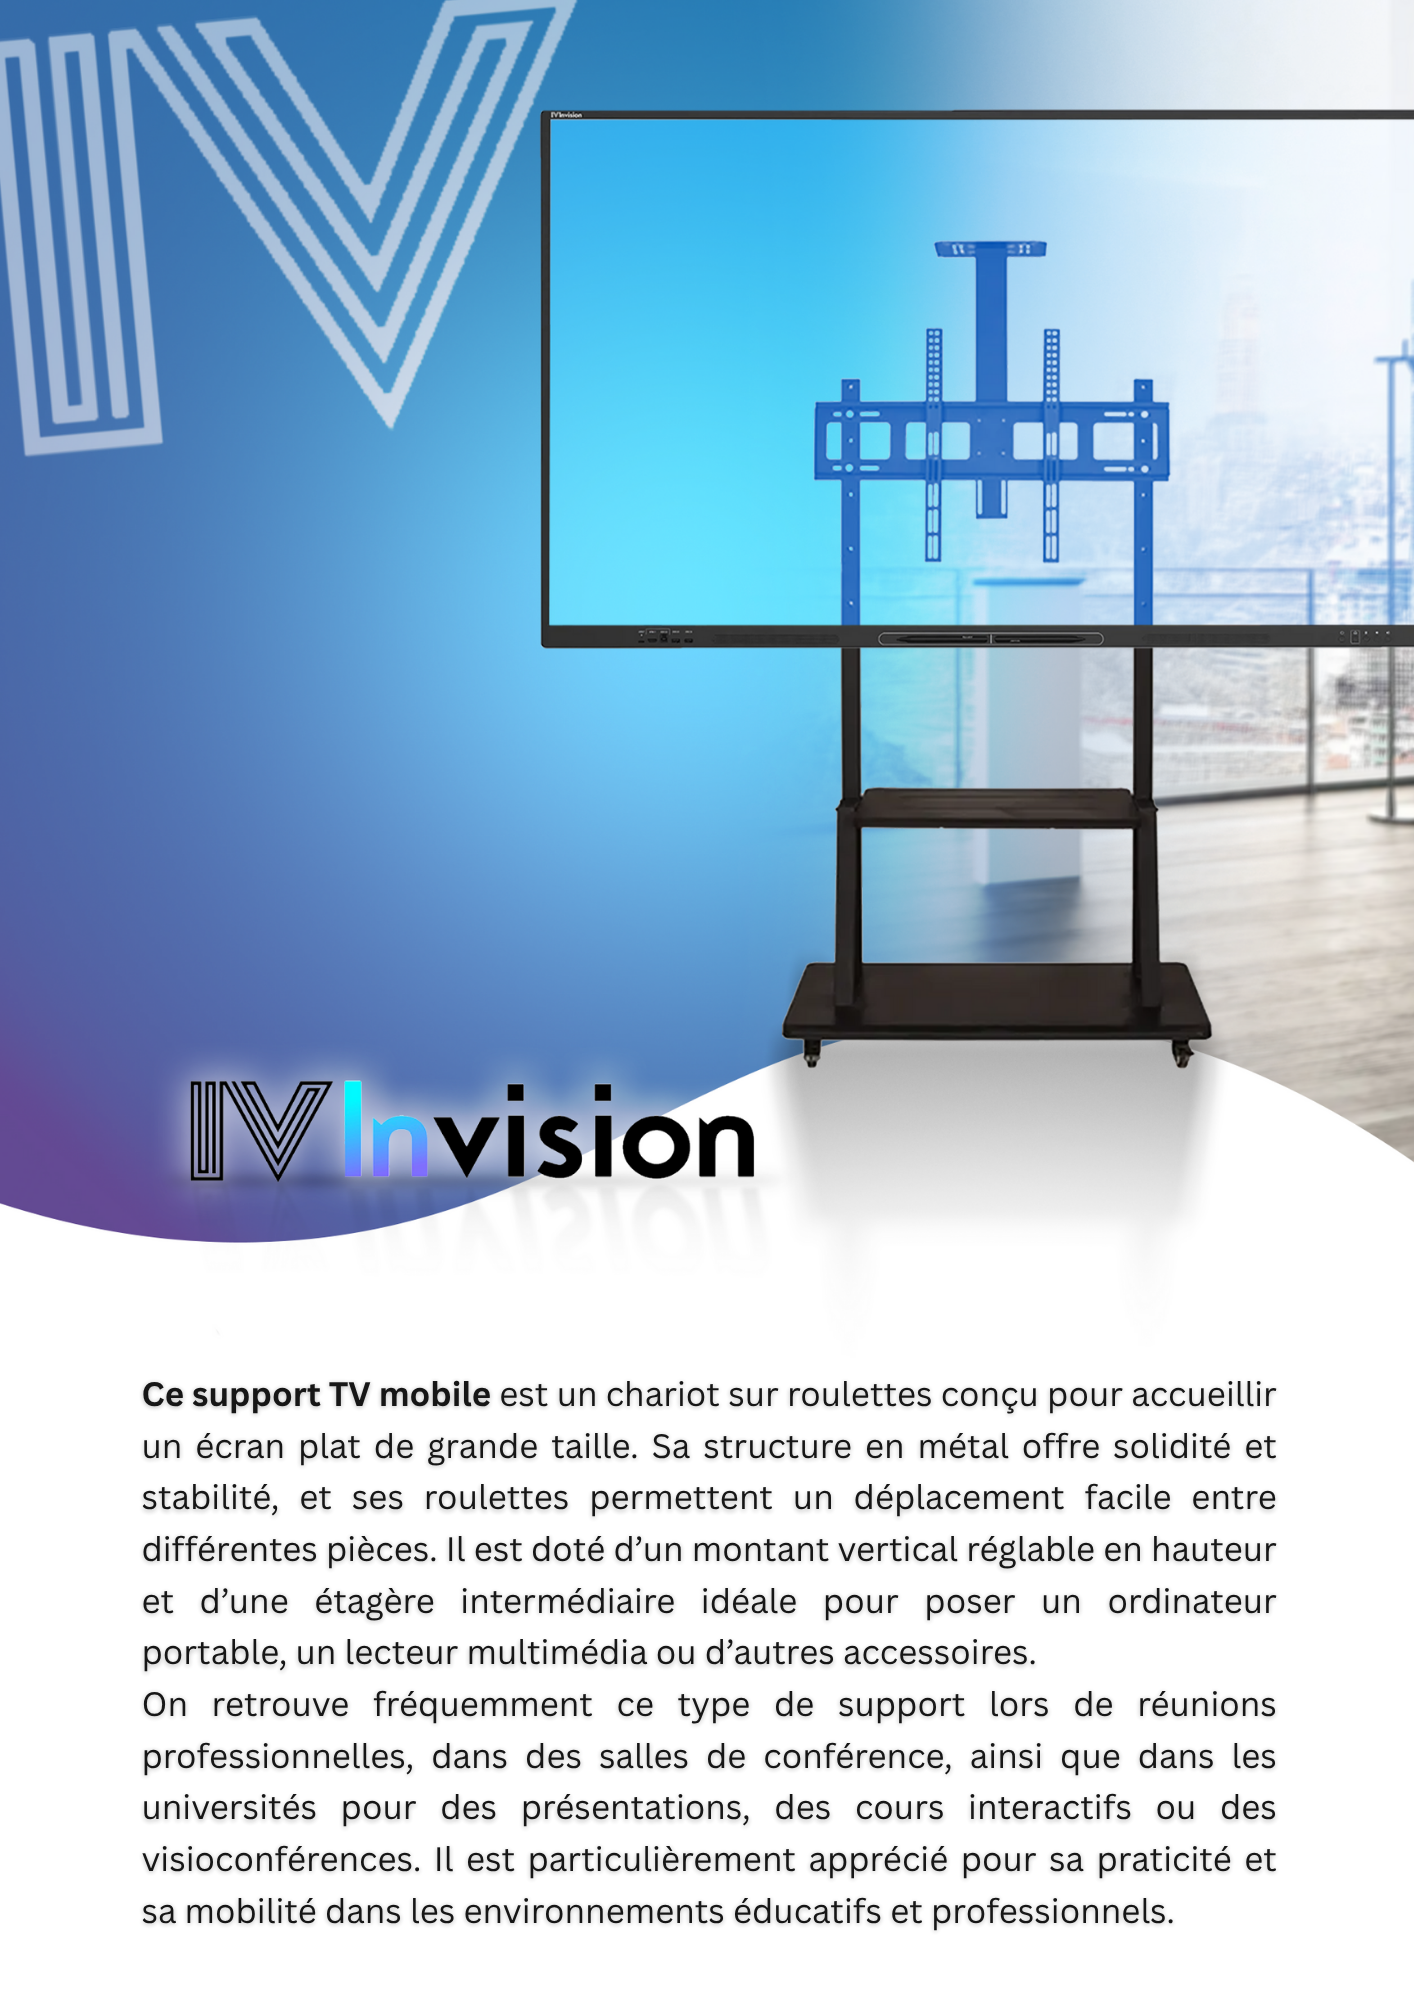 IV
IV Invision
IV Invision
Ce support TV mobile est un chariot sur roulettes conçu pour accueillir
un écran plat de grande taille. Sa structure en métal offre solidité et
stabilité, et ses roulettes permettent un déplacement facile entre
différentes pièces. Il est doté d’un montant vertical réglable en hauteur
et d’une étagère intermédiaire idéale pour poser un ordinateur
portable, un lecteur multimédia ou d’autres accessoires.
On retrouve fréquemment ce type de support lors de réunions
professionnelles, dans des salles de conférence, ainsi que dans les
universités pour des présentations, des cours interactifs ou des
visioconférences. Il est particulièrement apprécié pour sa praticité et
sa mobilité dans les environnements éducatifs et professionnels.